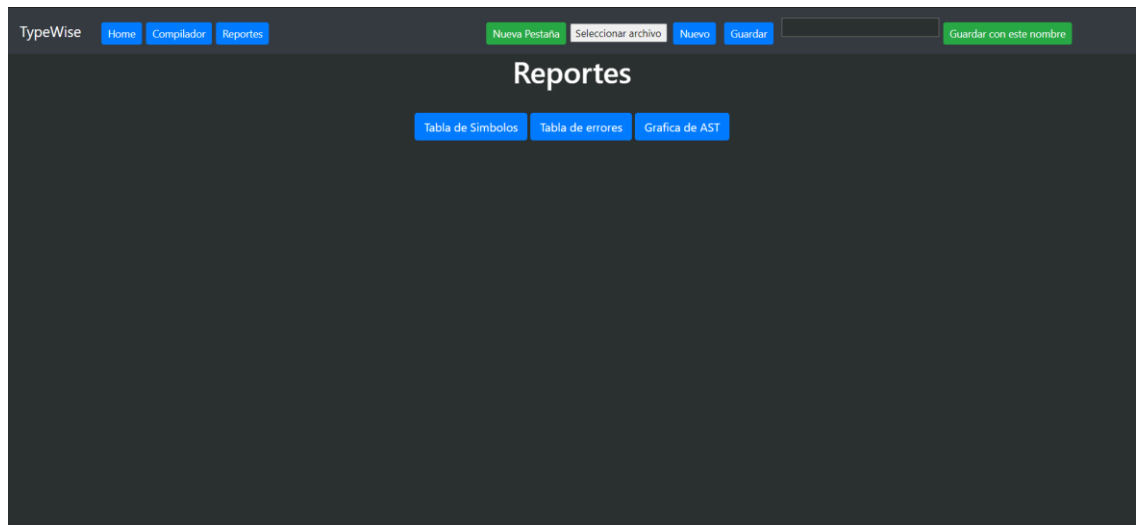 TypeWise Home Compilador Reportes Nueva Pestaña Seleccionar archivo Nuevo Guardar Guardar con este nombre
Reportes
Tabla de Simbolos Tabla de errores Grafica de AST